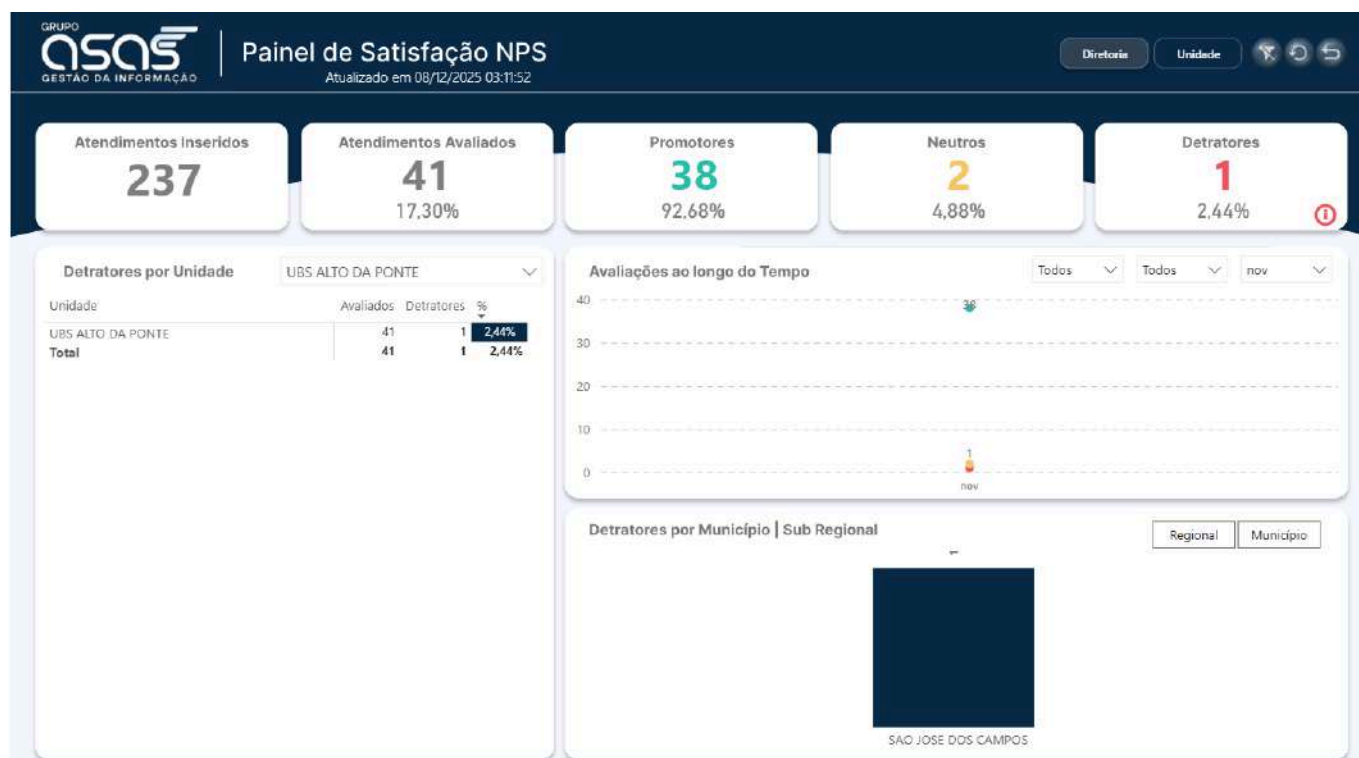 GRUPO
asas
GESTÃO DA INFORMAÇÃO
Painel de Satisfação NPS
Atualizado em 08/12/2025 03:11:52
Diretoria
Unidade
Atendimentos Inseridos
237
Atendimentos Avaliados
41
17,30%
Promotores
38
92,68%
Neutros
2
4,88%
Detratores
1
2,44%
Detratores por Unidade
UBS ALTO DA PONTE
Unidade Avaliados Detratores %
UBS ALTO DA PONTE 41 1 2,44%
Total 41 1 2,44%
Avaliações ao longo do Tempo
Todos
Todos
nov
40
38
30
20
10
1
0
nov
Detratores por Município | Sub Regional
Regional
Município
1
SAO JOSE DOS CAMPOS